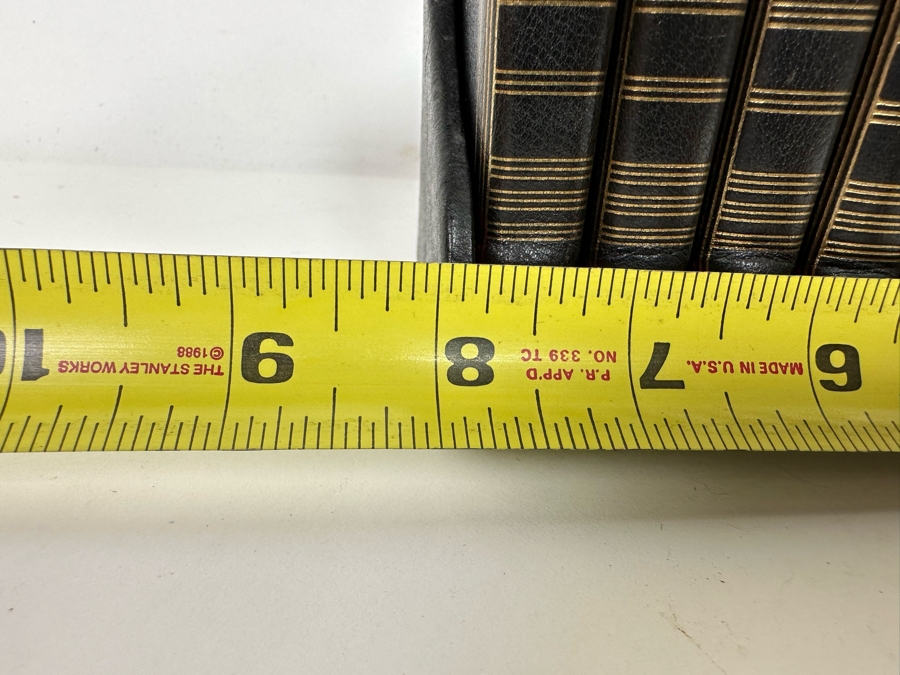 6
MADE IN U.S.A.
7
P.R. APP'D
NO. 339 TC
8
9
THE STANLEY WORKS
©1988
10